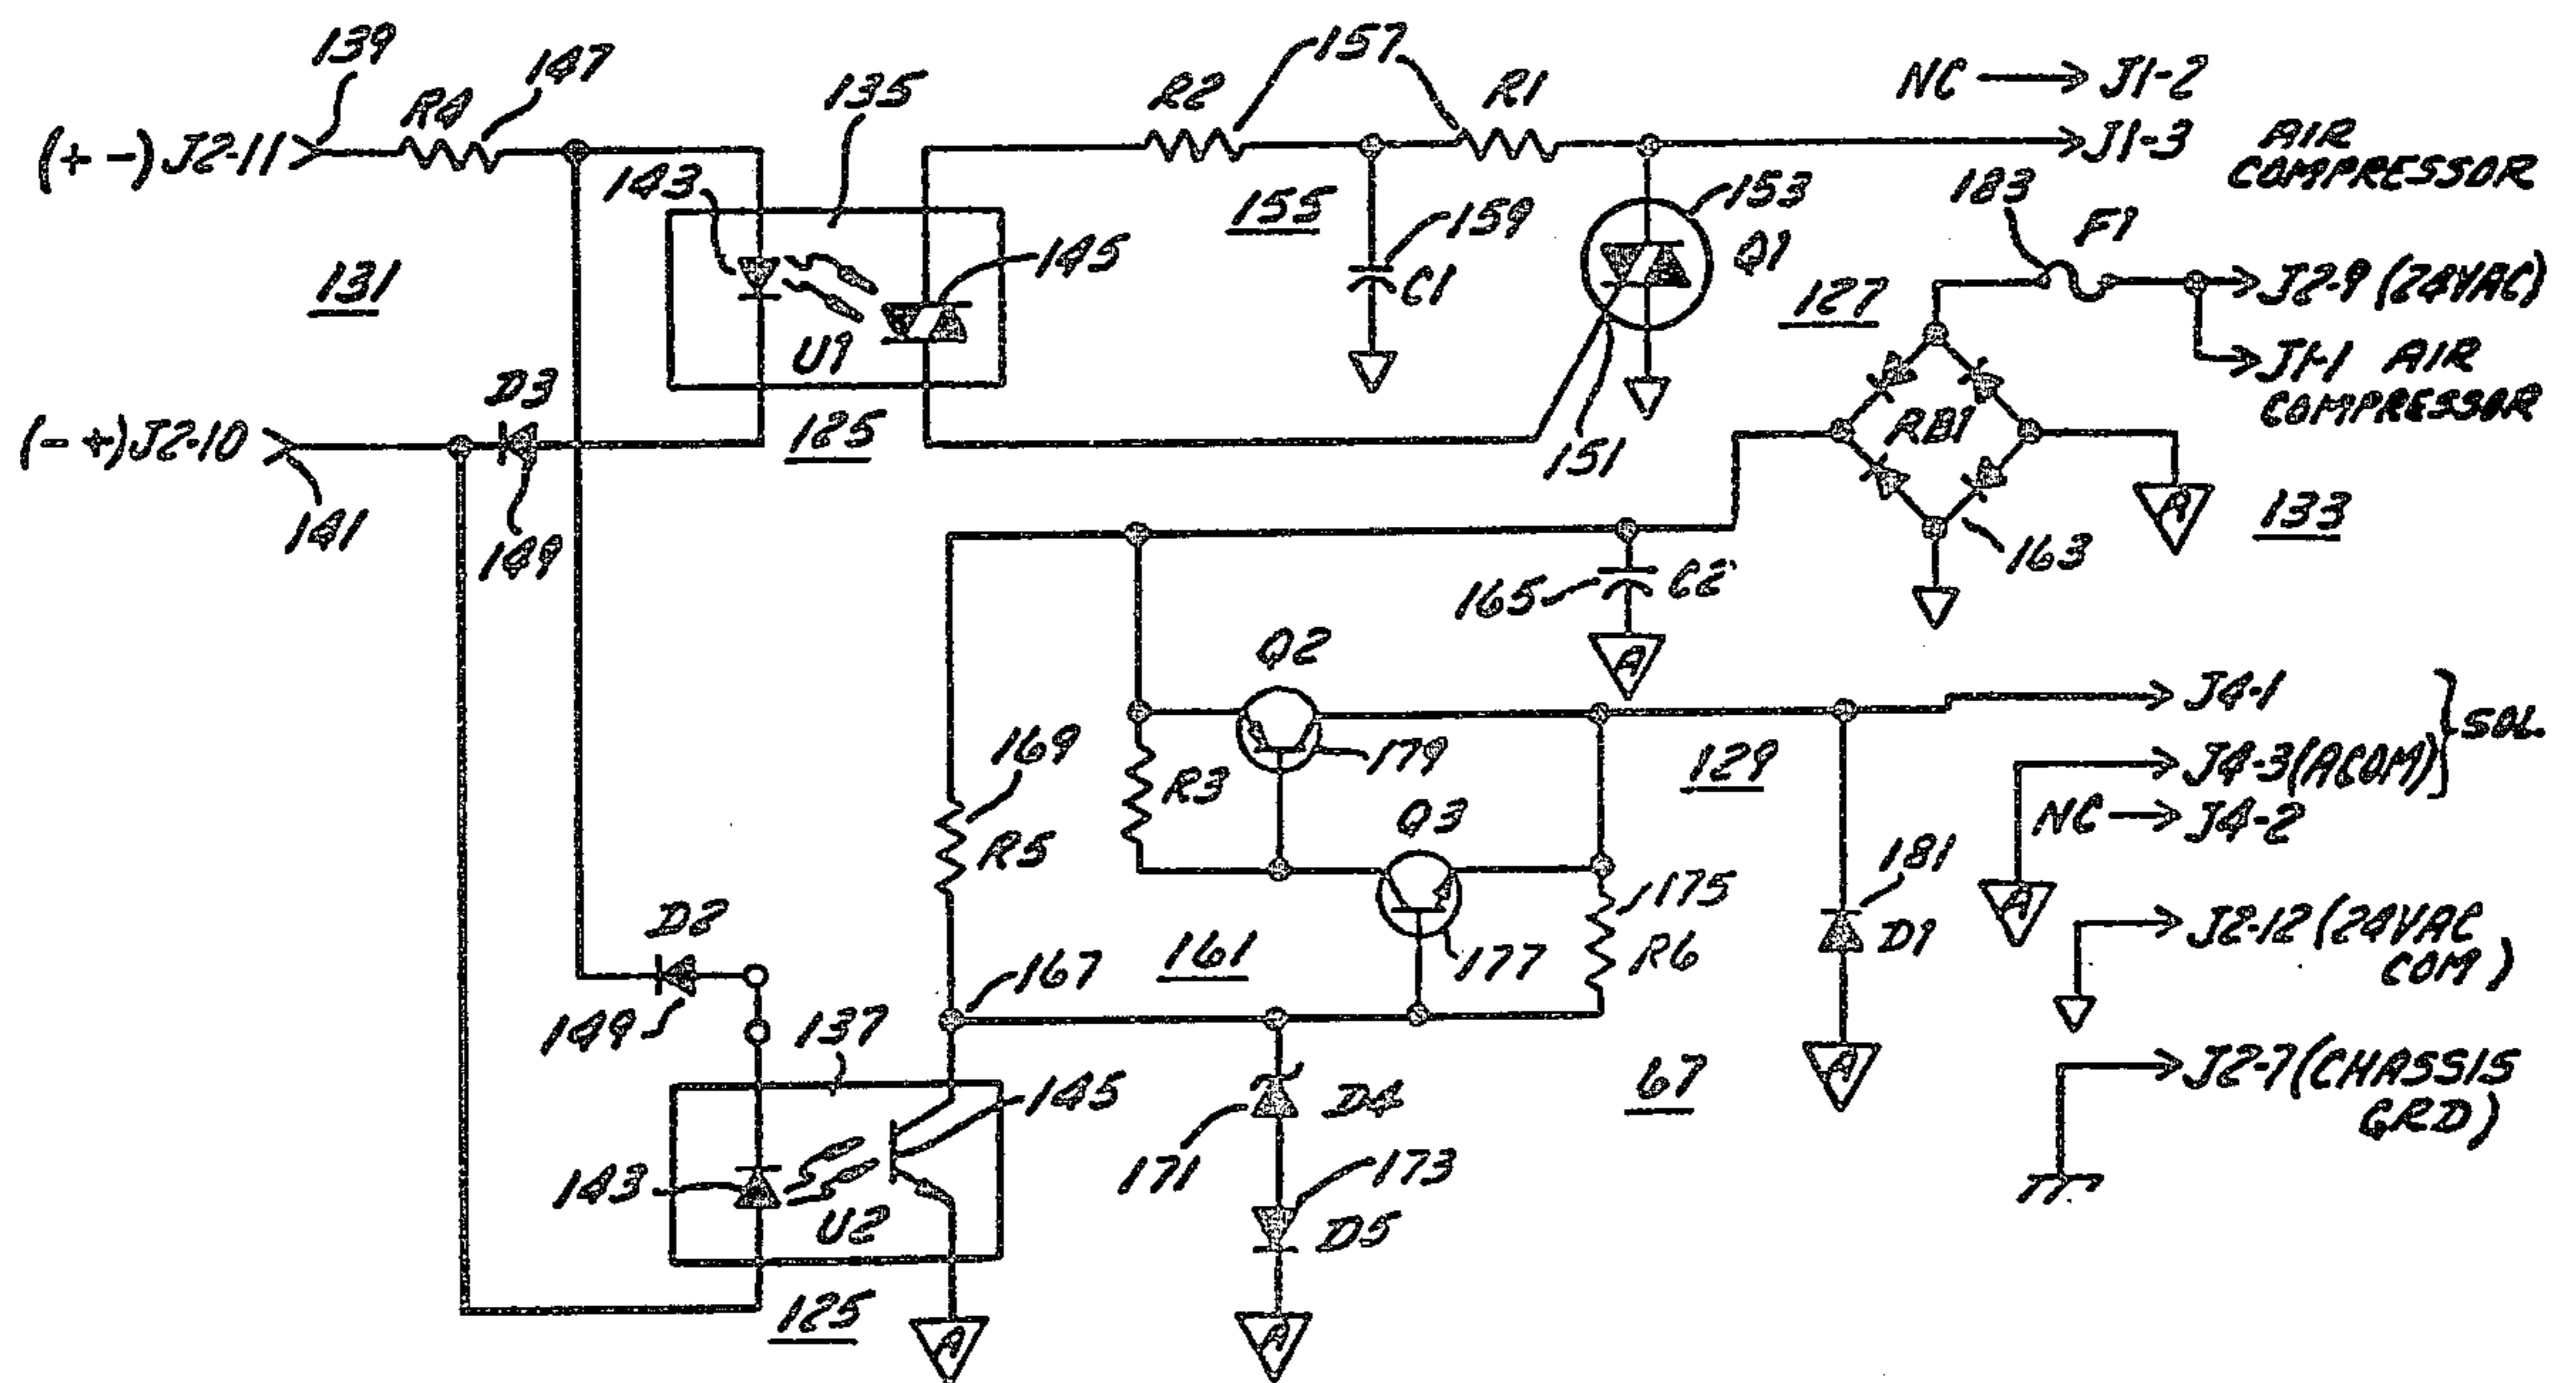 139
147
R4
(+ -) J2-11
135
157
R2
R1
NC
J1-2
J1-3
AIR
COMPRESSOR
143
145
155
159
C1
153
Q1
183
F1
127
J2-9 (24VAC)
J1-1 AIR
COMPRESSOR
131
U1
D3
(- +) J2-10
125
151
RB1
A
133
141
149
163
165
C2
A
Q2
179
129
J4-1
J4-3 (ACOM)
} SOL.
NC
J4-2
169
R3
R5
Q3
181
175
R6
D1
A
A
J2-12 (24VAC
COM)
D2
149
167
161
177
137
145
D4
171
67
J2-7 (CHASSIS
GRD)
143
U2
173
D5
125
A
A